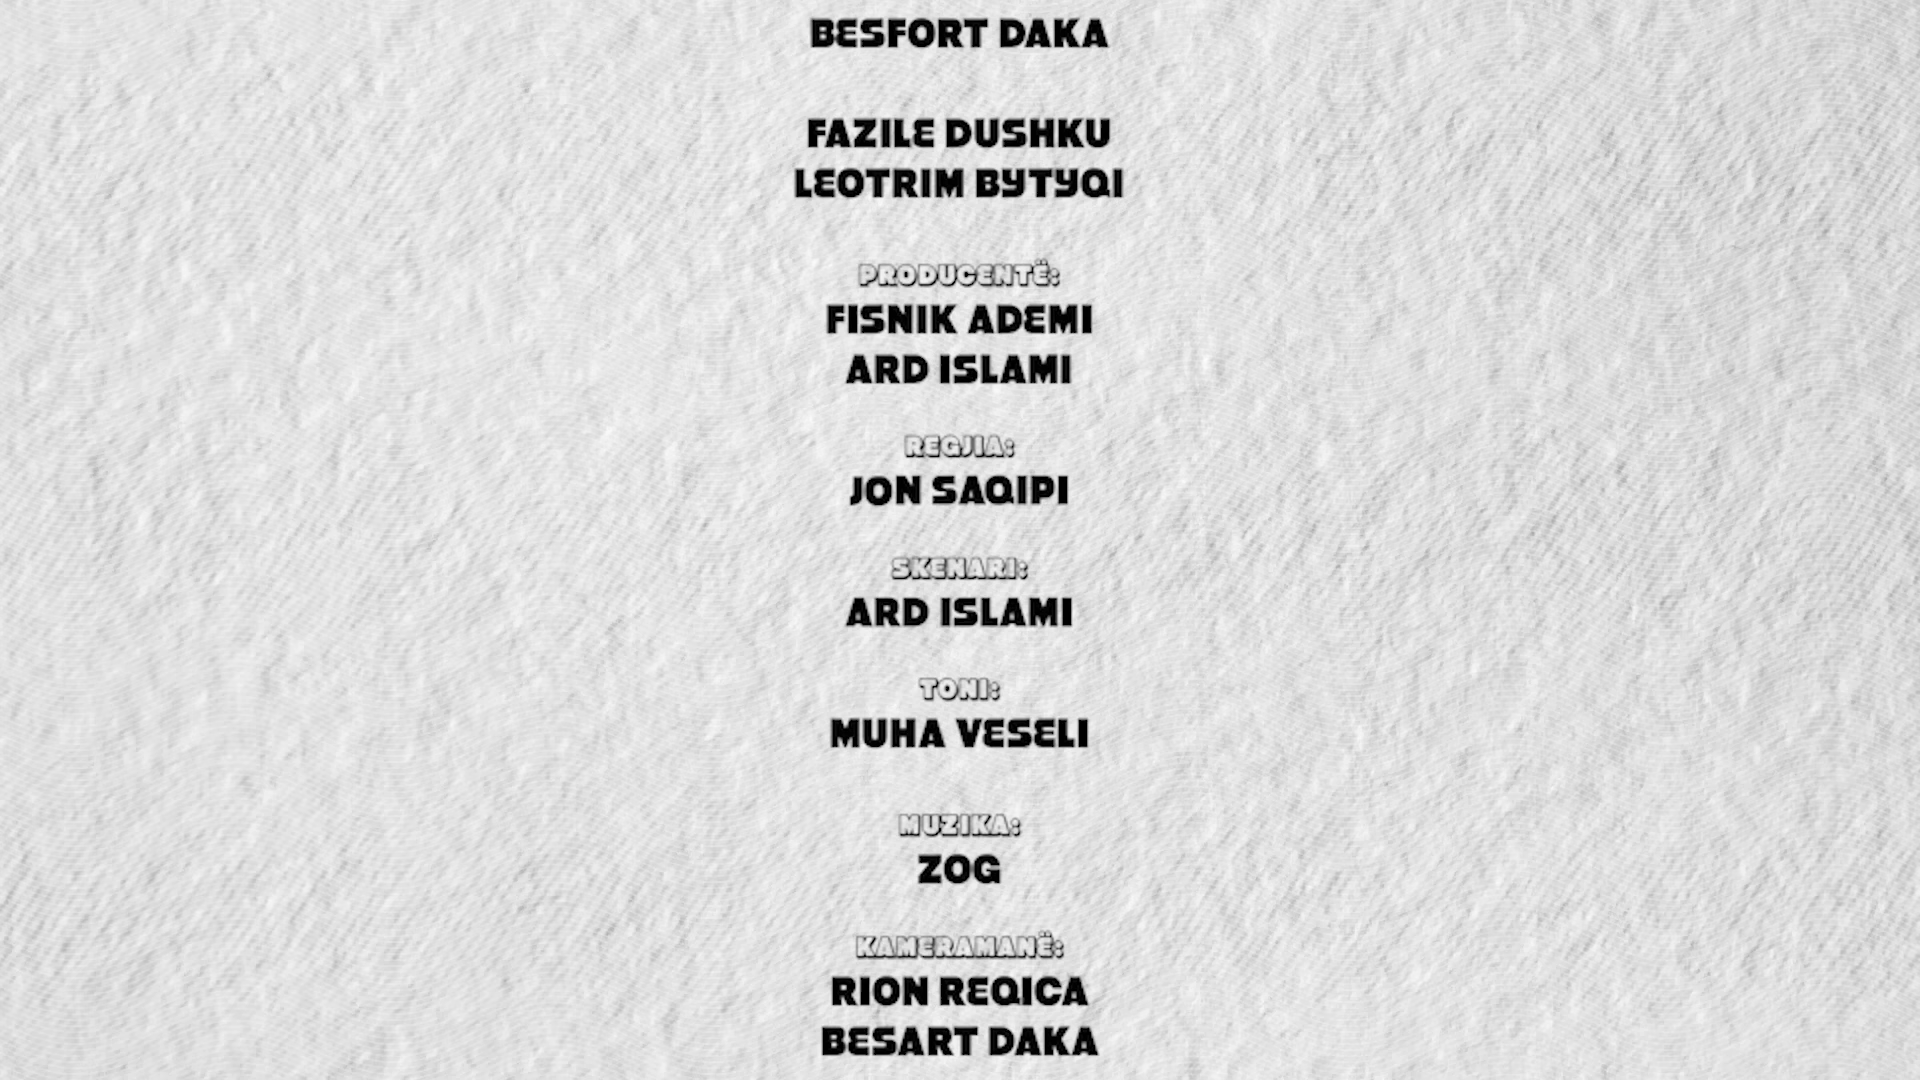 BESFORT DAKA
FAZILE DUSHKU
LEOTRIM BYTYQI
PRODUCENTË:
FISNIK ADEMI
ARD ISLAMI
REGJIA:
JON SAQIPI
SKENARI:
ARD ISLAMI
TONI:
MUHA VESELI
MUZIKA:
ZOG
KAMERAMANË:
RION REQICA
BESART DAKA